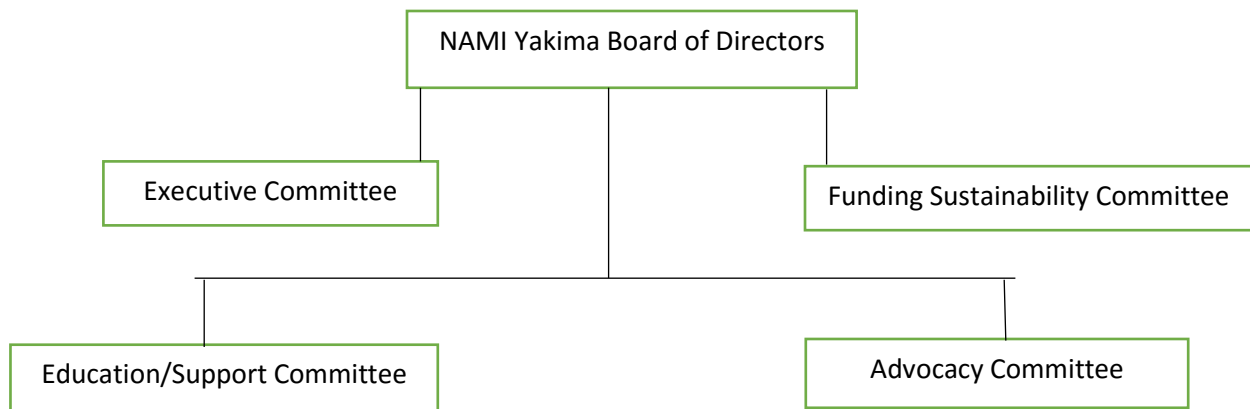 NAMI Yakima Board of Directors
Executive Committee
Funding Sustainability Committee
Education/Support Committee
Advocacy Committee